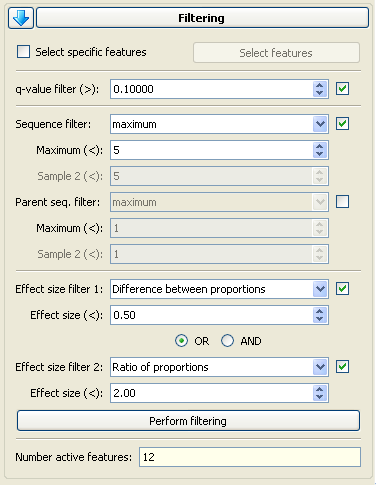 Filtering
Select specific features Select features
q-value filter (>): 0.10000
Sequence filter: maximum
Maximum (<): 5
Sample 2 (<): 5
Parent seq. filter: maximum
Maximum (<): 1
Sample 2 (<): 1
Effect size filter 1: Difference between proportions
Effect size (<): 0.50
OR AND
Effect size filter 2: Ratio of proportions
Effect size (<): 2.00
Perform filtering
Number active features: 12